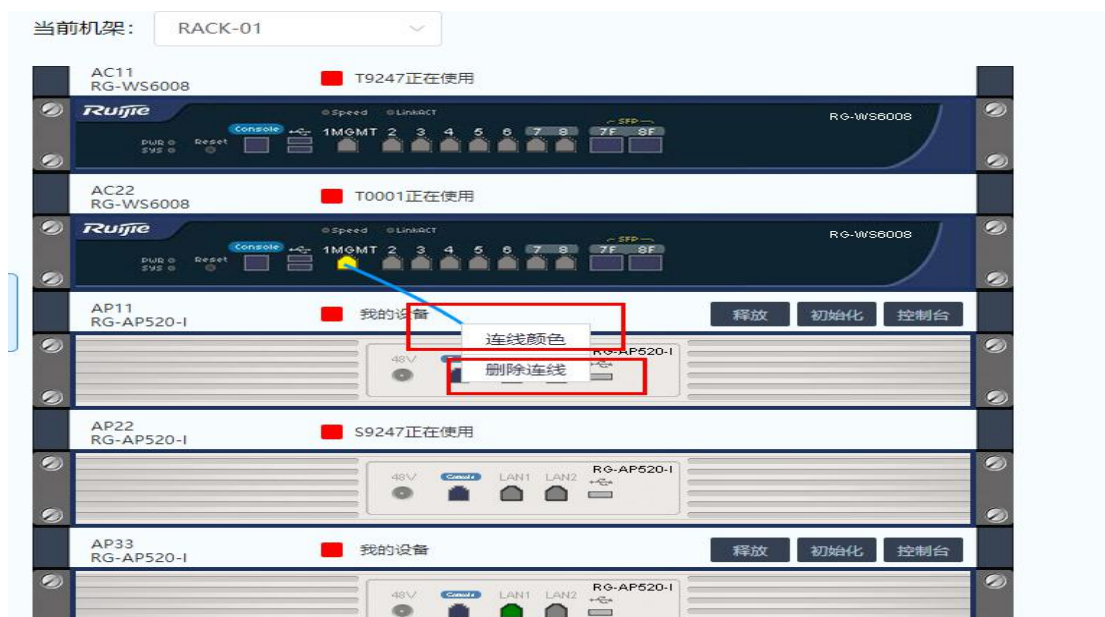 当前机架： RACK-01
AC11
RG-WS6008
T9247正在使用
Ruijie
Speed LinkACT
RG-WS6008
SFP
Console 1MGMT 2 3 4 5 6 7 8 7F 8F
PWR Reset
SYS
AC22
RG-WS6008
T0001正在使用
Ruijie
Speed LinkACT
RG-WS6008
SFP
Console 1MGMT 2 3 4 5 6 7 8 7F 8F
PWR Reset
SYS
AP11
RG-AP520-I
我的设备
释放 初始化 控制台
连线颜色
RG-AP520-I
48V
删除连线
AP22
RG-AP520-I
S9247正在使用
RG-AP520-I
48V Console LAN1 LAN2
AP33
RG-AP520-I
我的设备
释放 初始化 控制台
RG-AP520-I
48V Console LAN1 LAN2